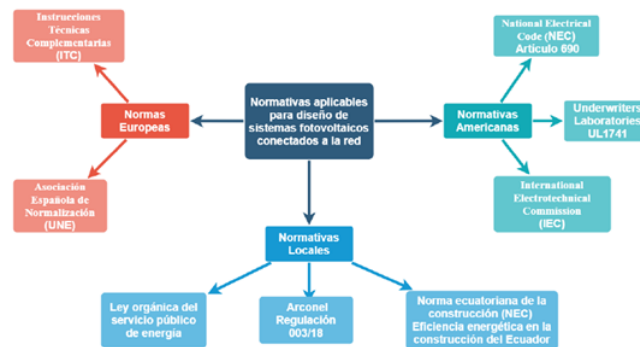 Instrucciones
Técnicas
Complementarias
(ITC)
National Electrical
Code (NEC)
Artículo 690
Normas
Europeas
Normativas aplicables
para diseño de
sistemas fotovoltaicos
conectados a la red
Normativas
Americanas
Underwriters
Laboratories
UL1741
Asociación
Española de
Normalización
(UNE)
International
Electrotechnical
Commission
(IEC)
Normativas
Locales
Ley orgánica del
servicio público
de energía
Arconel
Regulación
003/18
Norma ecuatoriana de la
construcción (NEC)
Eficiencia energética en la
construcción del Ecuador